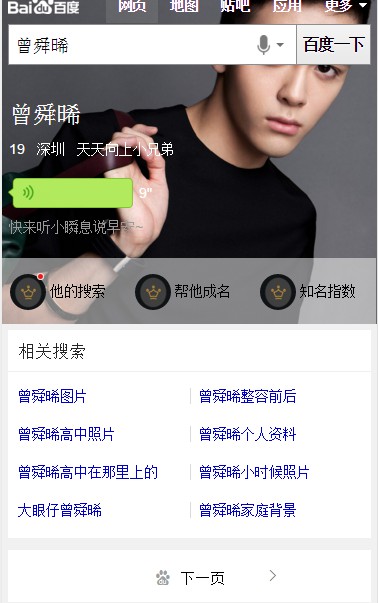 Bai百度 网页 地图 贴吧 应用 更多
曾舜晞 百度一下
曾舜晞
19 深圳 天天向上小兄弟
9"
快来听小瞬息说早吧~
他的搜索 帮他成名 知名指数
相关搜索
曾舜晞图片 曾舜晞整容前后
曾舜晞高中照片 曾舜晞个人资料
曾舜晞高中在那里上的 曾舜晞小时候照片
大眼仔曾舜晞 曾舜晞家庭背景
下一页